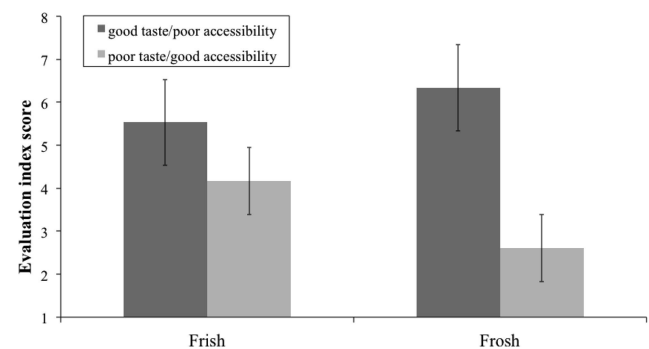 8
7
6
5
4
3
2
1
Evaluation index score
good taste/poor accessibility
poor taste/good accessibility
Frish
Frosh